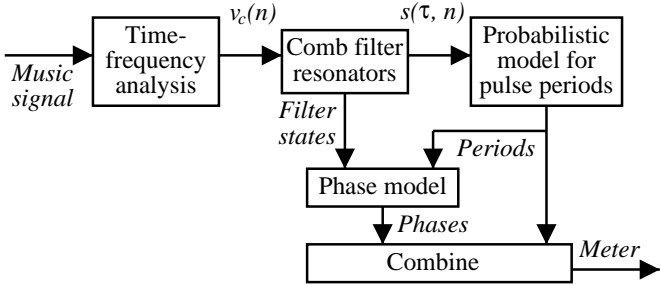 v_c(n)
s(τ, n)
Music
signal
Time-
frequency
analysis
Comb filter
resonators
Probabilistic
model for
pulse periods
Filter
states
Periods
Phase model
Phases
Combine
Meter